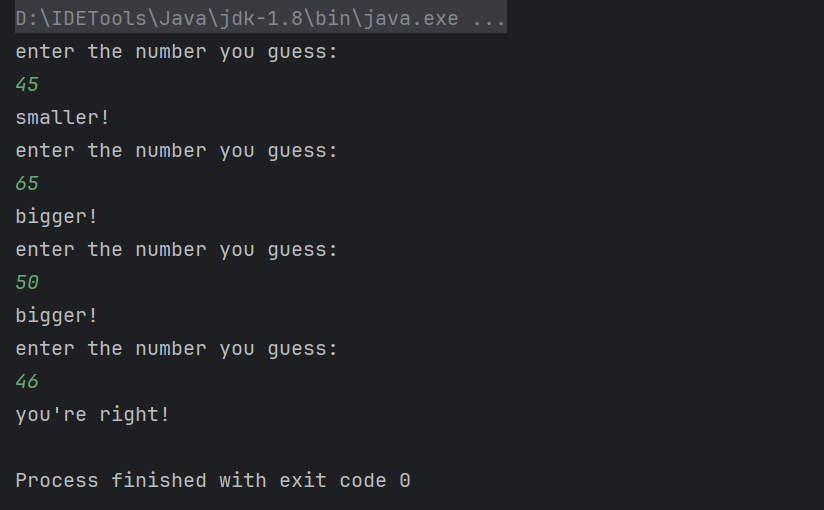 D:\IDETools\Java\jdk-1.8\bin\java.exe ...
enter the number you guess:
45
smaller!
enter the number you guess:
65
bigger!
enter the number you guess:
50
bigger!
enter the number you guess:
46
you're right!
Process finished with exit code 0